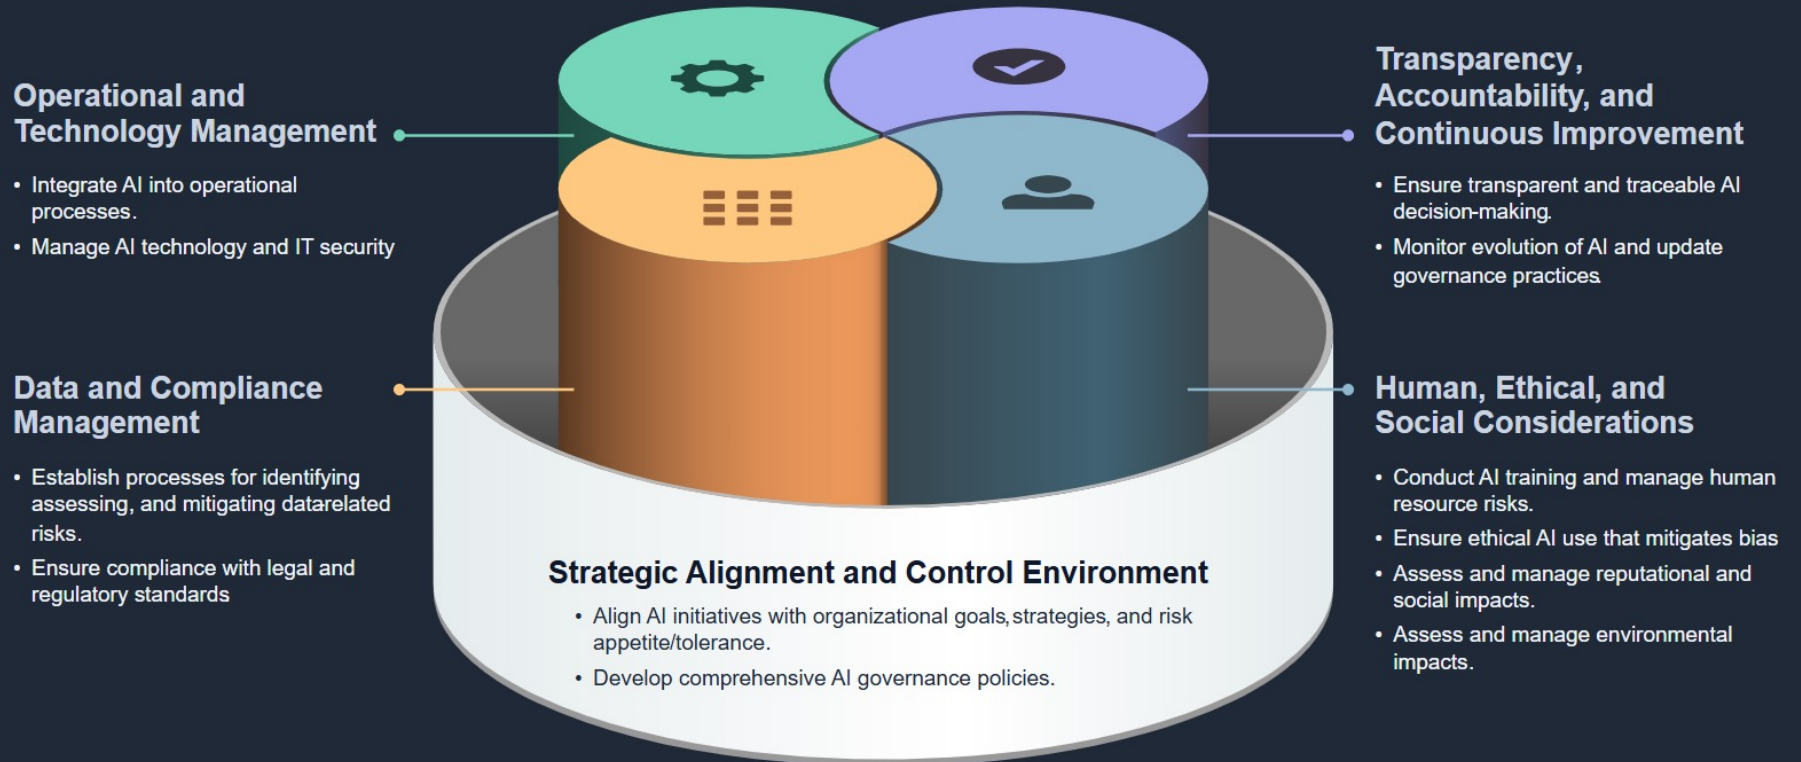 Operational and
Technology Management
• Integrate AI into operational
processes.
• Manage AI technology and IT security
Data and Compliance
Management
• Establish processes for identifying
assessing, and mitigating datarelated
risks.
• Ensure compliance with legal and
regulatory standards
Transparency,
Accountability, and
Continuous Improvement
• Ensure transparent and traceable AI
decision-making.
• Monitor evolution of AI and update
governance practices.
Human, Ethical, and
Social Considerations
• Conduct AI training and manage human
resource risks.
• Ensure ethical AI use that mitigates bias
• Assess and manage reputational and
social impacts.
• Assess and manage environmental
impacts.
Strategic Alignment and Control Environment
• Align AI initiatives with organizational goals, strategies, and risk
appetite/tolerance.
• Develop comprehensive AI governance policies.